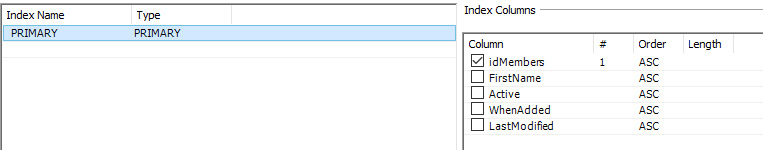 Index Name Type
PRIMARY PRIMARY
Index Columns
Column # Order Length
idMembers 1 ASC
FirstName ASC
Active ASC
WhenAdded ASC
LastModified ASC